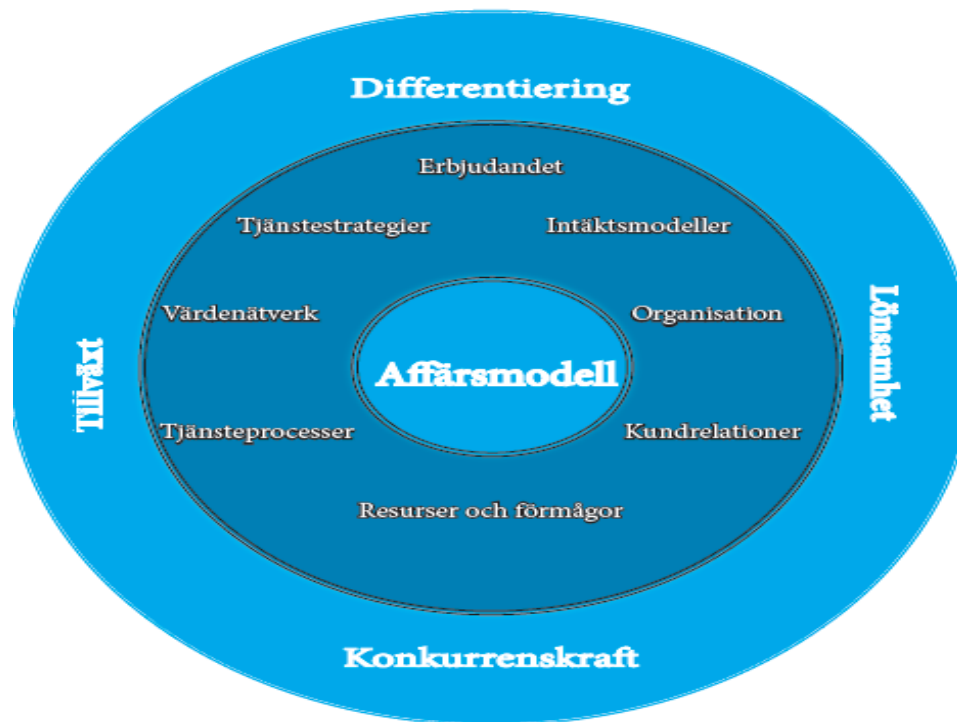 Differentiering
Erbjudandet
Tjänstestrategier
Intäktsmodeller
Värdenätverk
Organisation
Lönsamhet
Tillväxt
Affärsmodell
Tjänsteprocesser
Kundrelationer
Resurser och förmågor
Konkurrenskraft